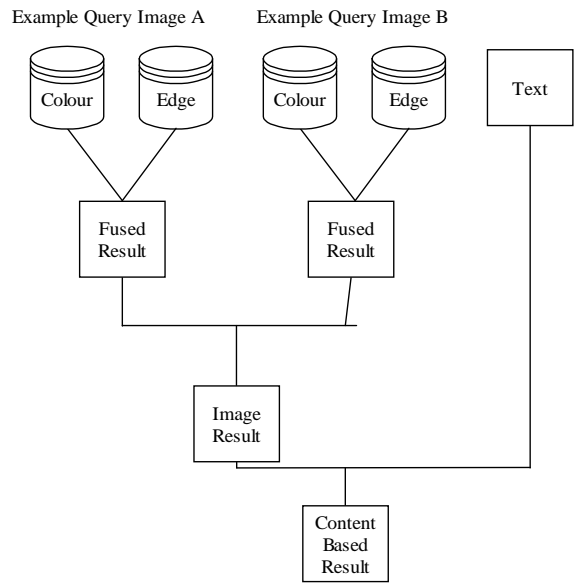 Example Query Image A
Example Query Image B
Colour
Edge
Colour
Edge
Text
Fused
Result
Fused
Result
Image
Result
Content
Based
Result